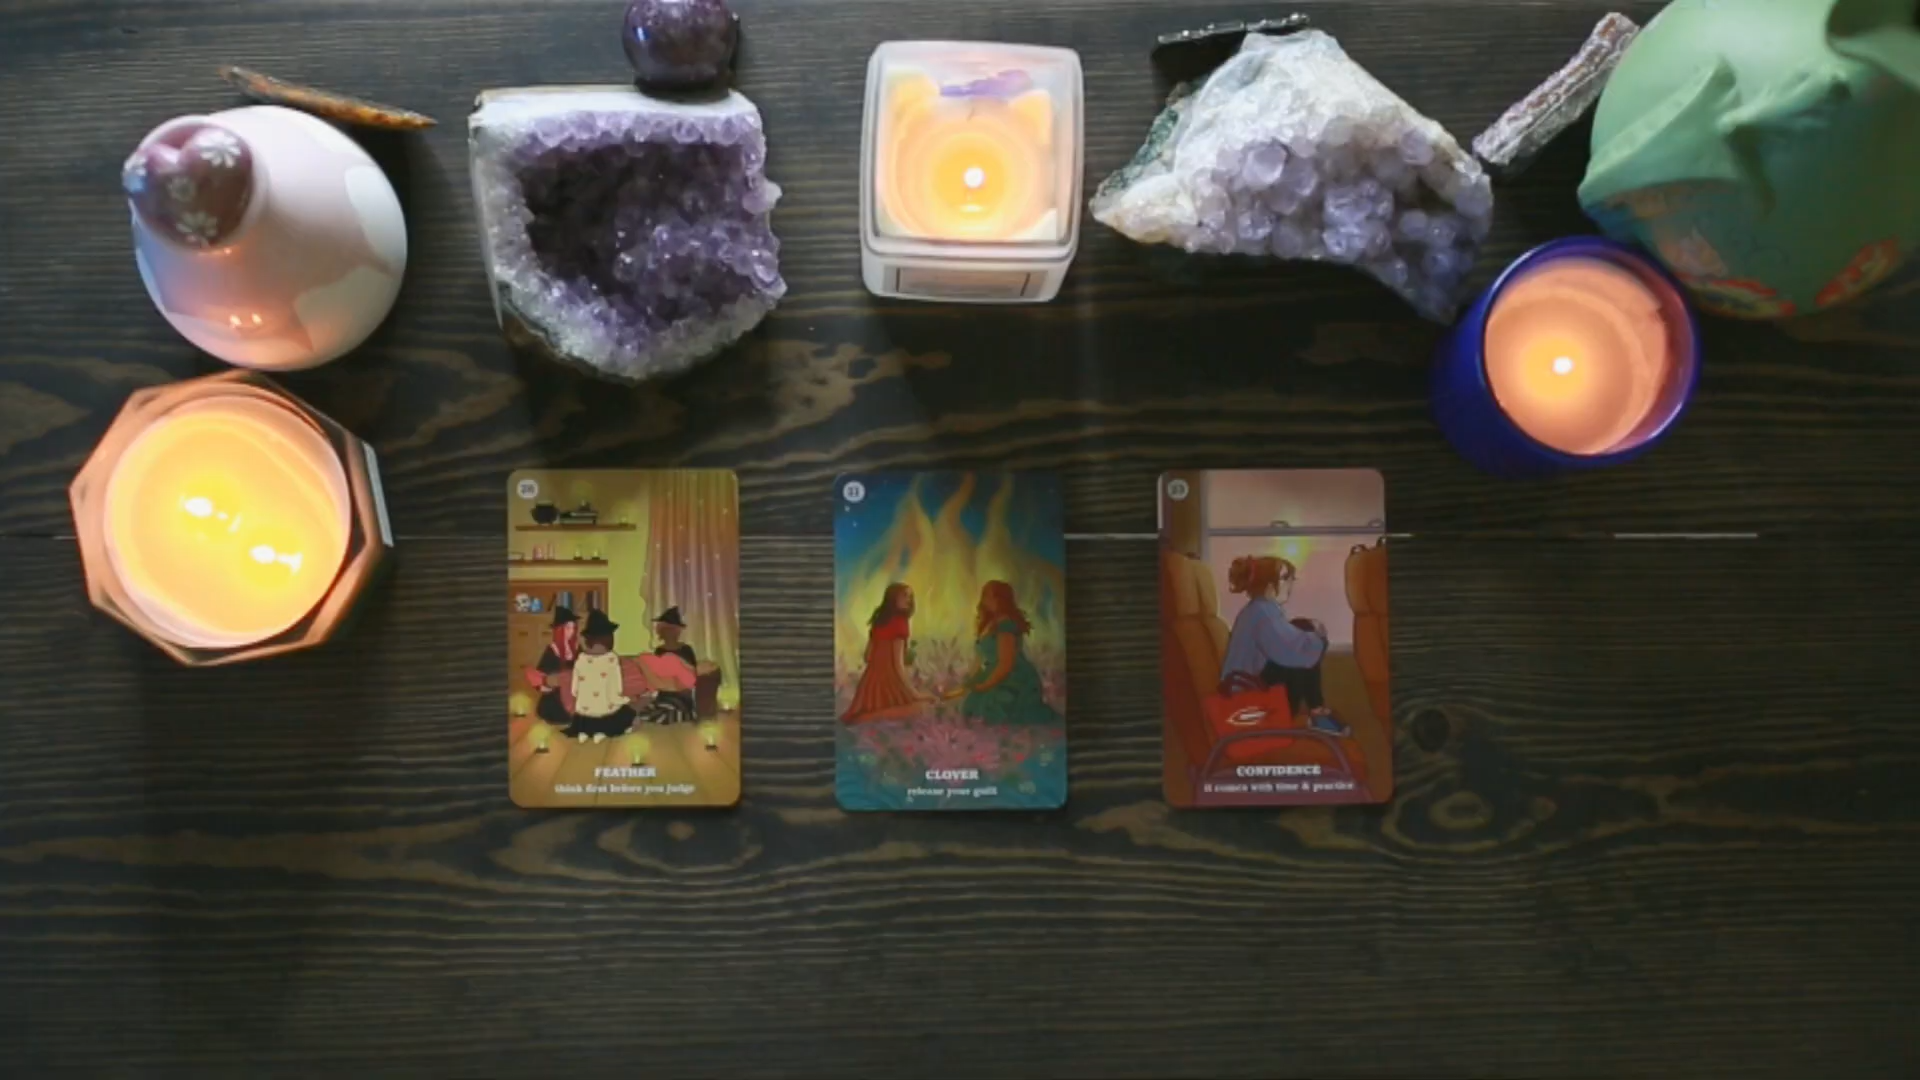 FEATHER
think first before you judge
CLOVER
release your guilt
CONFIDENCE
it comes with time & practice